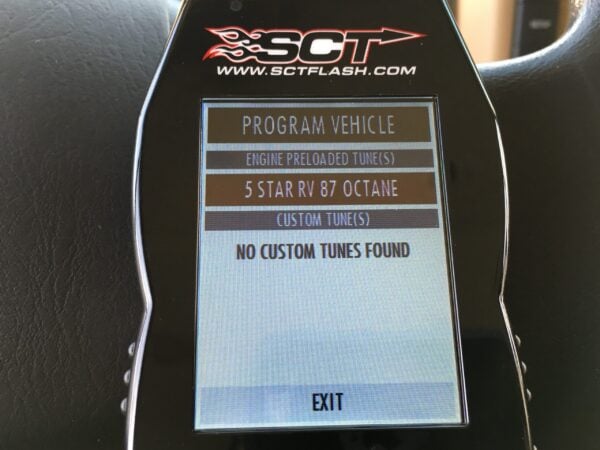 SCT
WWW.SCTFLASH.COM
PROGRAM VEHICLE
ENGINE PRELOADED TUNE(S)
5 STAR RV 87 OCTANE
CUSTOM TUNE(S)
NO CUSTOM TUNES FOUND
EXIT